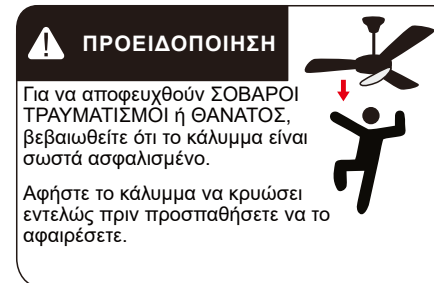 ΠΡΟΕΙΔΟΠΟΙΗΣΗ
Για να αποφευχθούν ΣΟΒΑΡΟΙ
ΤΡΑΥΜΑΤΙΣΜΟΙ ή ΘΑΝΑΤΟΣ,
βεβαιωθείτε ότι το κάλυμμα είναι
σωστά ασφαλισμένο.
Αφήστε το κάλυμμα να κρυώσει
εντελώς πριν προσπαθήσετε να το
αφαιρέσετε.